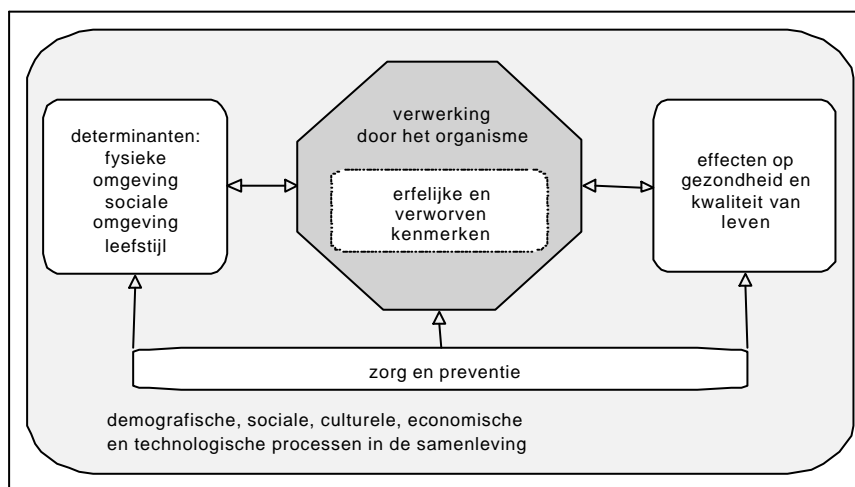 determinanten:
fysieke
omgeving
sociale
omgeving
leefstijl
verwerking
door het organisme
erfelijke en
verworven
kenmerken
effecten op
gezondheid en
kwaliteit van
leven
zorg en preventie
demografische, sociale, culturele, economische
en technologische processen in de samenleving